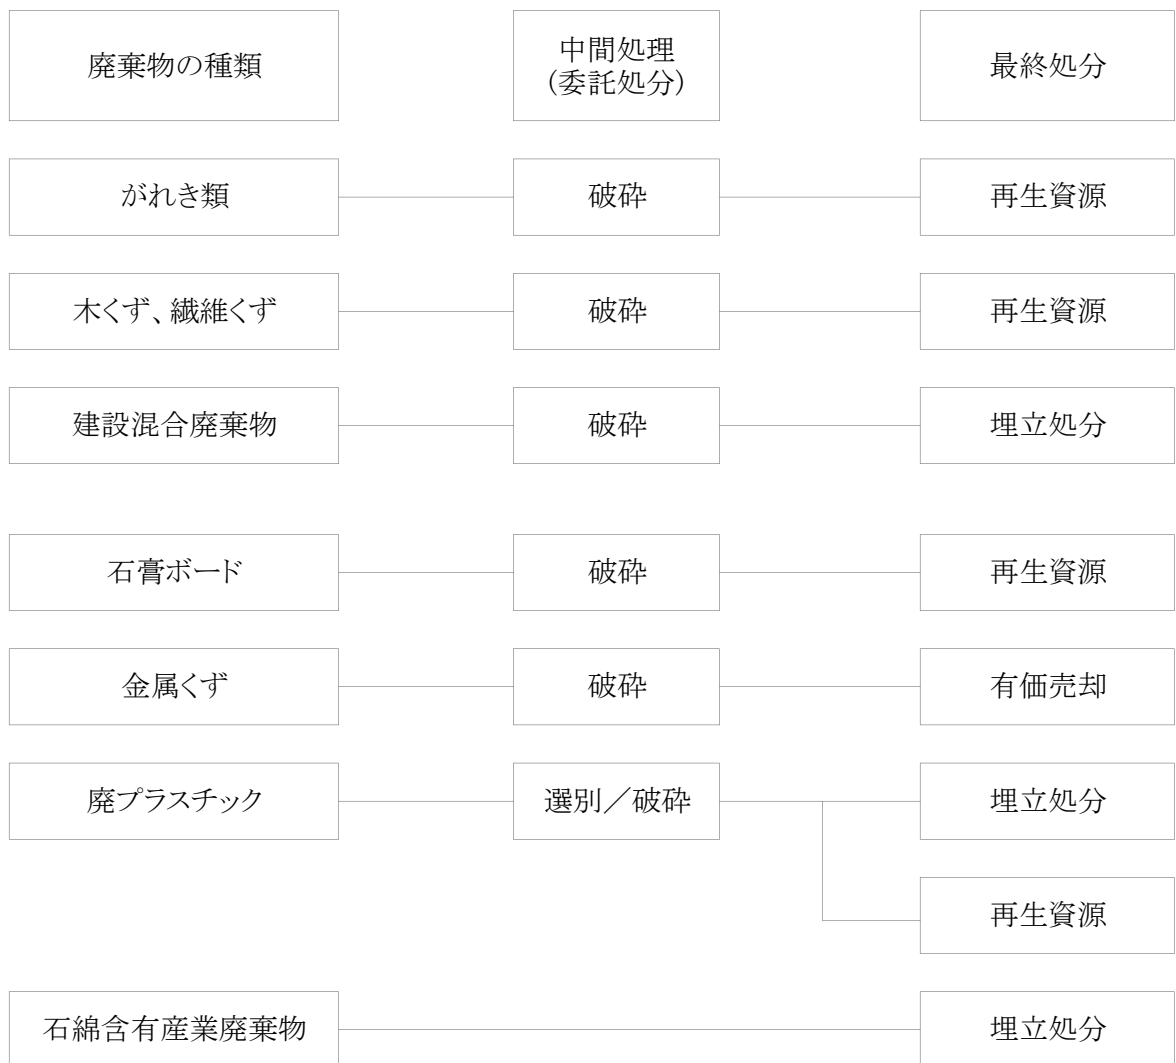 廃棄物の種類
中間処理
(委託処分)
最終処分
がれき類
破砕
再生資源
木くず、繊維くず
破砕
再生資源
建設混合廃棄物
破砕
埋立処分
石膏ボード
破砕
再生資源
金属くず
破砕
有価売却
廃プラスチック
選別／破砕
埋立処分
再生資源
石綿含有産業廃棄物
埋立処分